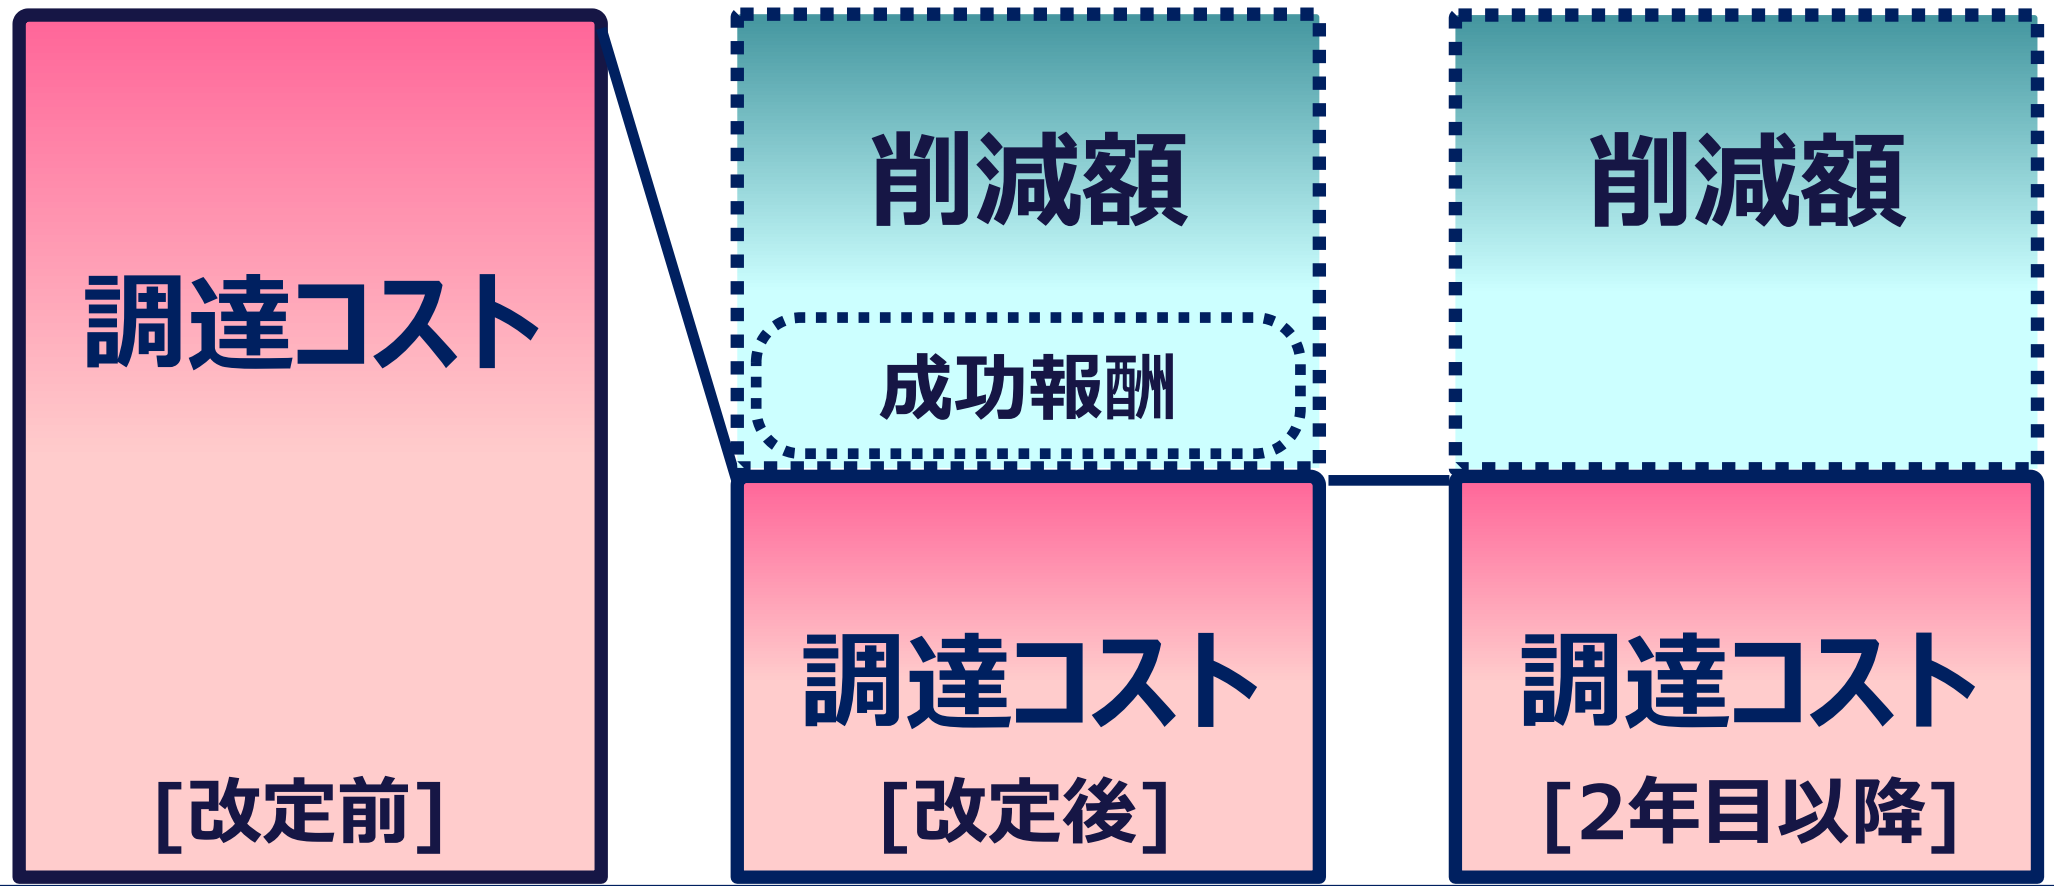 調達コスト
[改定前]
削減額
成功報酬
調達コスト
[改定後]
削減額
調達コスト
[2年目以降]